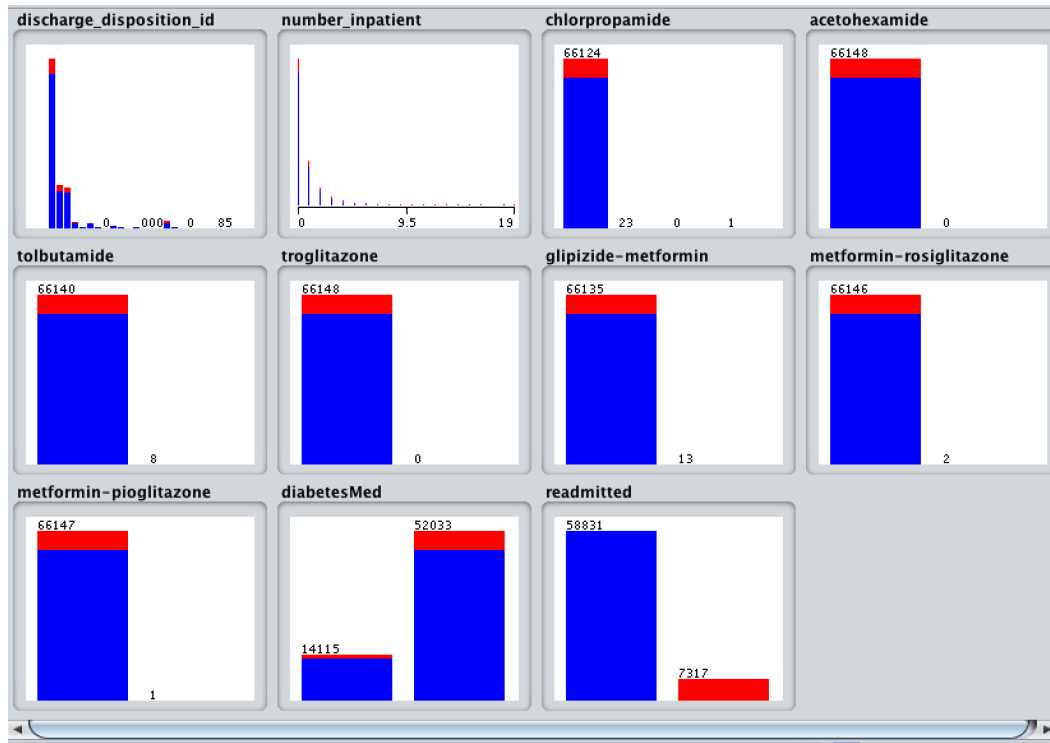 discharge_disposition_id number_inpatient chlorpropamide acetohexamide
66124 66148
0 000 0 85 23 0 1 0
0 9.5 19
tolbutamide troglitazone glipizide-metformin metformin-rosiglitazone
66140 66148 66135 66146
8 0 13 2
metformin-pioglitazone diabetesMed readmitted
66147 52033 58831
14115
7317
1